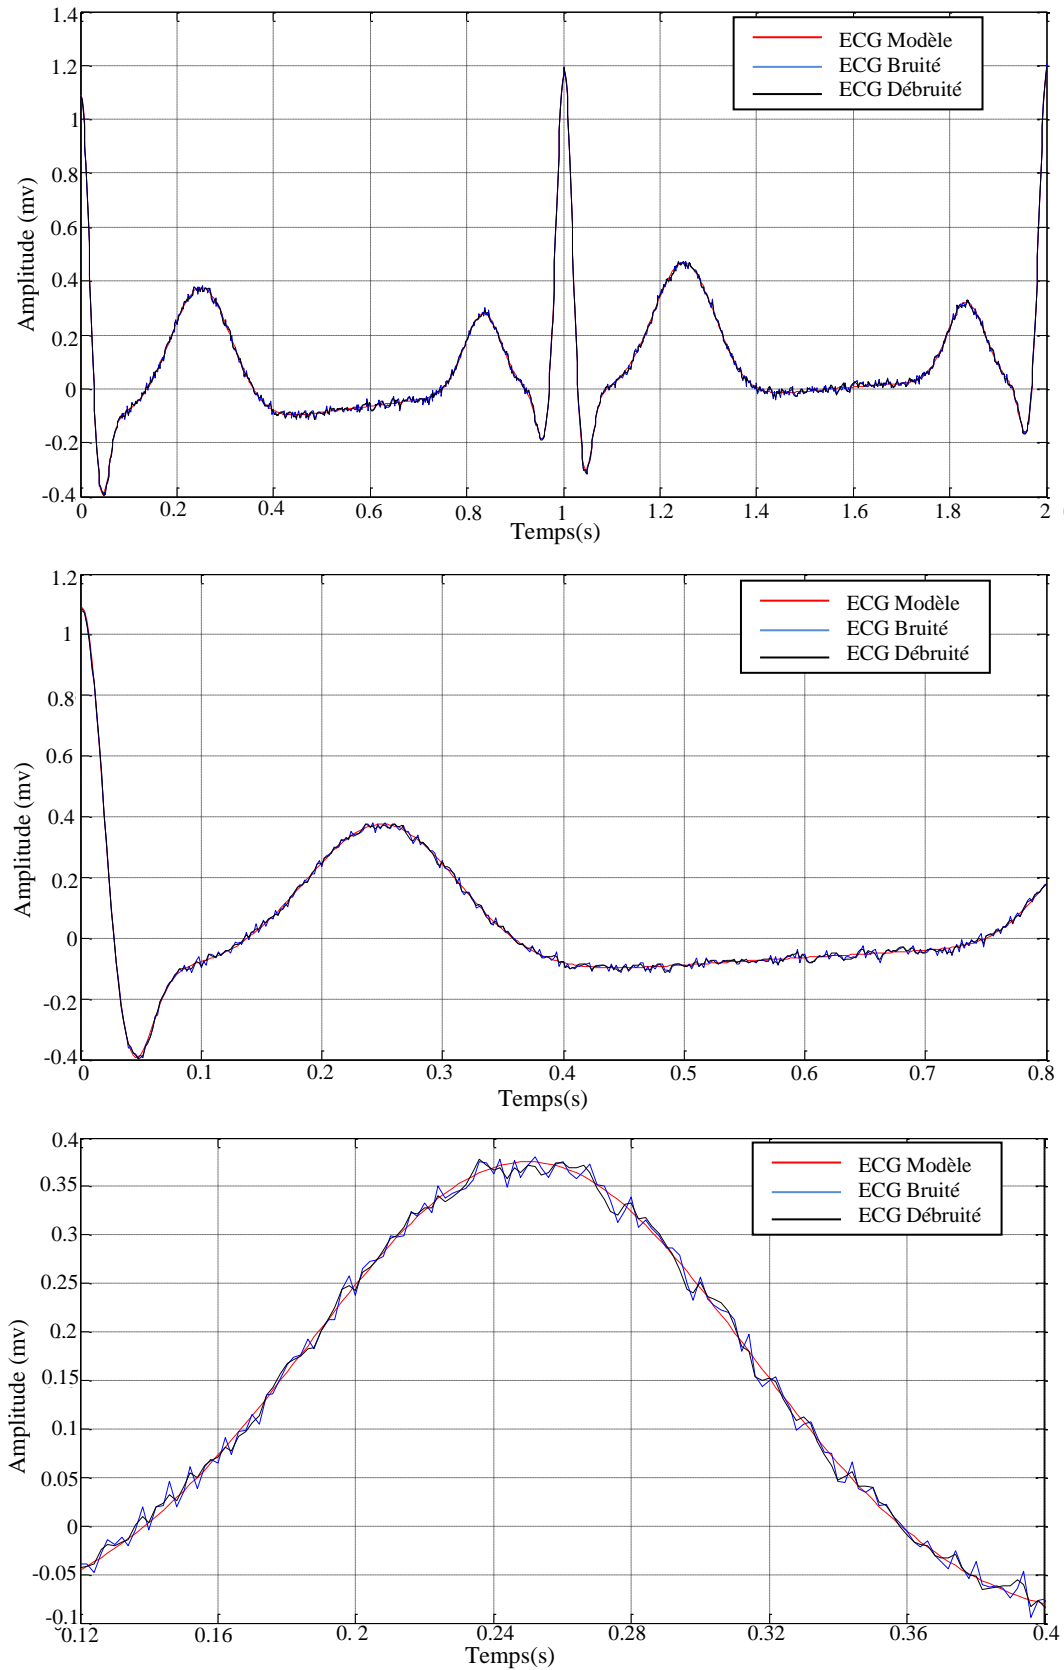 1.4
1.2
1
0.8
0.6
0.4
0.2
0
-0.2
-0.4
Amplitude (mv)
ECG Modèle
ECG Bruité
ECG Débruité
0 0.2 0.4 0.6 0.8 1 1.2 1.4 1.6 1.8 2
Temps(s)
1.2
1
0.8
0.6
0.4
0.2
0
-0.2
-0.4
Amplitude (mv)
ECG Modèle
ECG Bruité
ECG Débruité
0 0.1 0.2 0.3 0.4 0.5 0.6 0.7 0.8
Temps(s)
0.4
0.35
0.3
0.25
0.2
0.15
0.1
0.05
0
-0.05
-0.1
Amplitude (mv)
ECG Modèle
ECG Bruité
ECG Débruité
0.12 0.16 0.2 0.24 0.28 0.32 0.36 0.4
Temps(s)